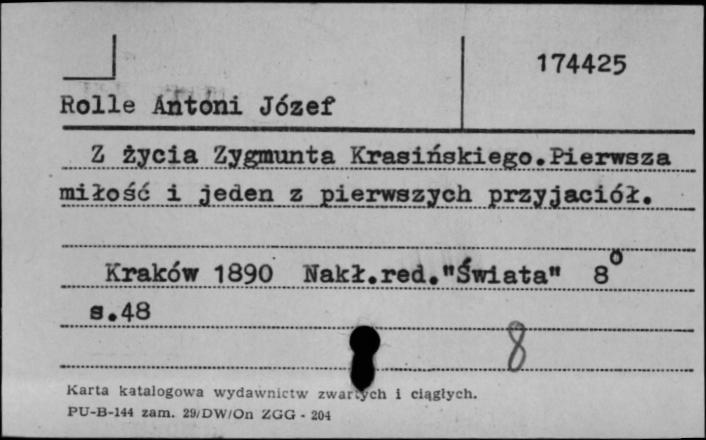 174425
Rolle Antoni Józef
Z życia Zygmunta Krasińskiego.Pierwsza
miłość i jeden z pierwszych przyjaciół.
Kraków 1890 Nakł.red."Świata" 8°
s.48
8
Karta katalogowa wydawnictw zwartych i ciągłych.
PU-B-144 zam. 29/DW/On ZGG - 204